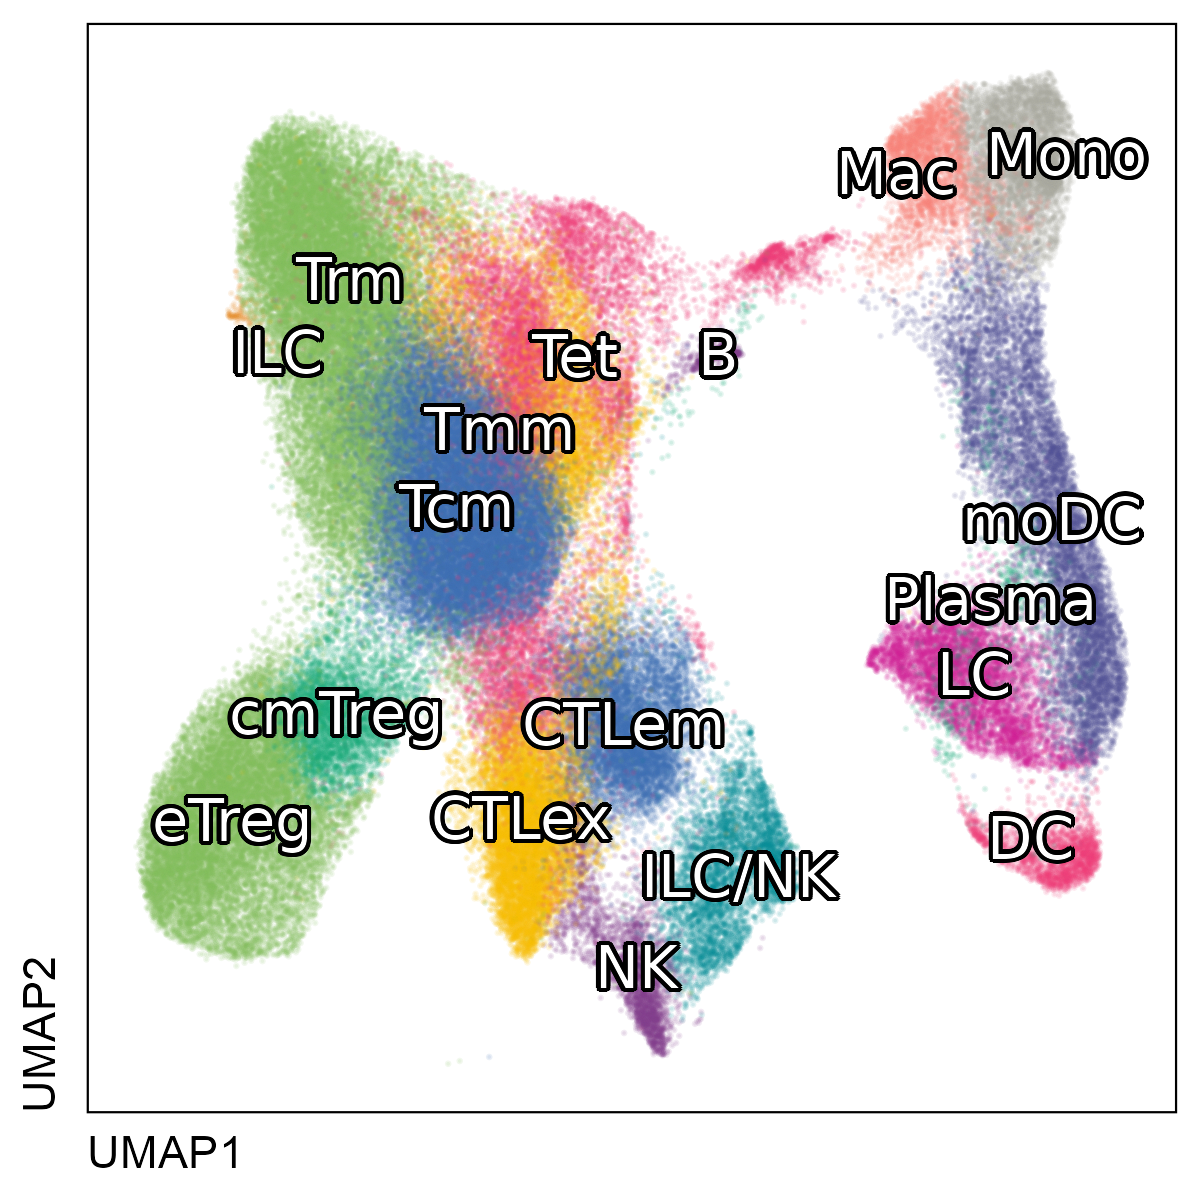 Mono
Mac
Trm
ILC
Tet
B
Tmm
Tcm
moDC
Plasma
LC
cmTreg
CTLem
eTreg
CTLex
DC
ILC/NK
NK
UMAP2
UMAP1